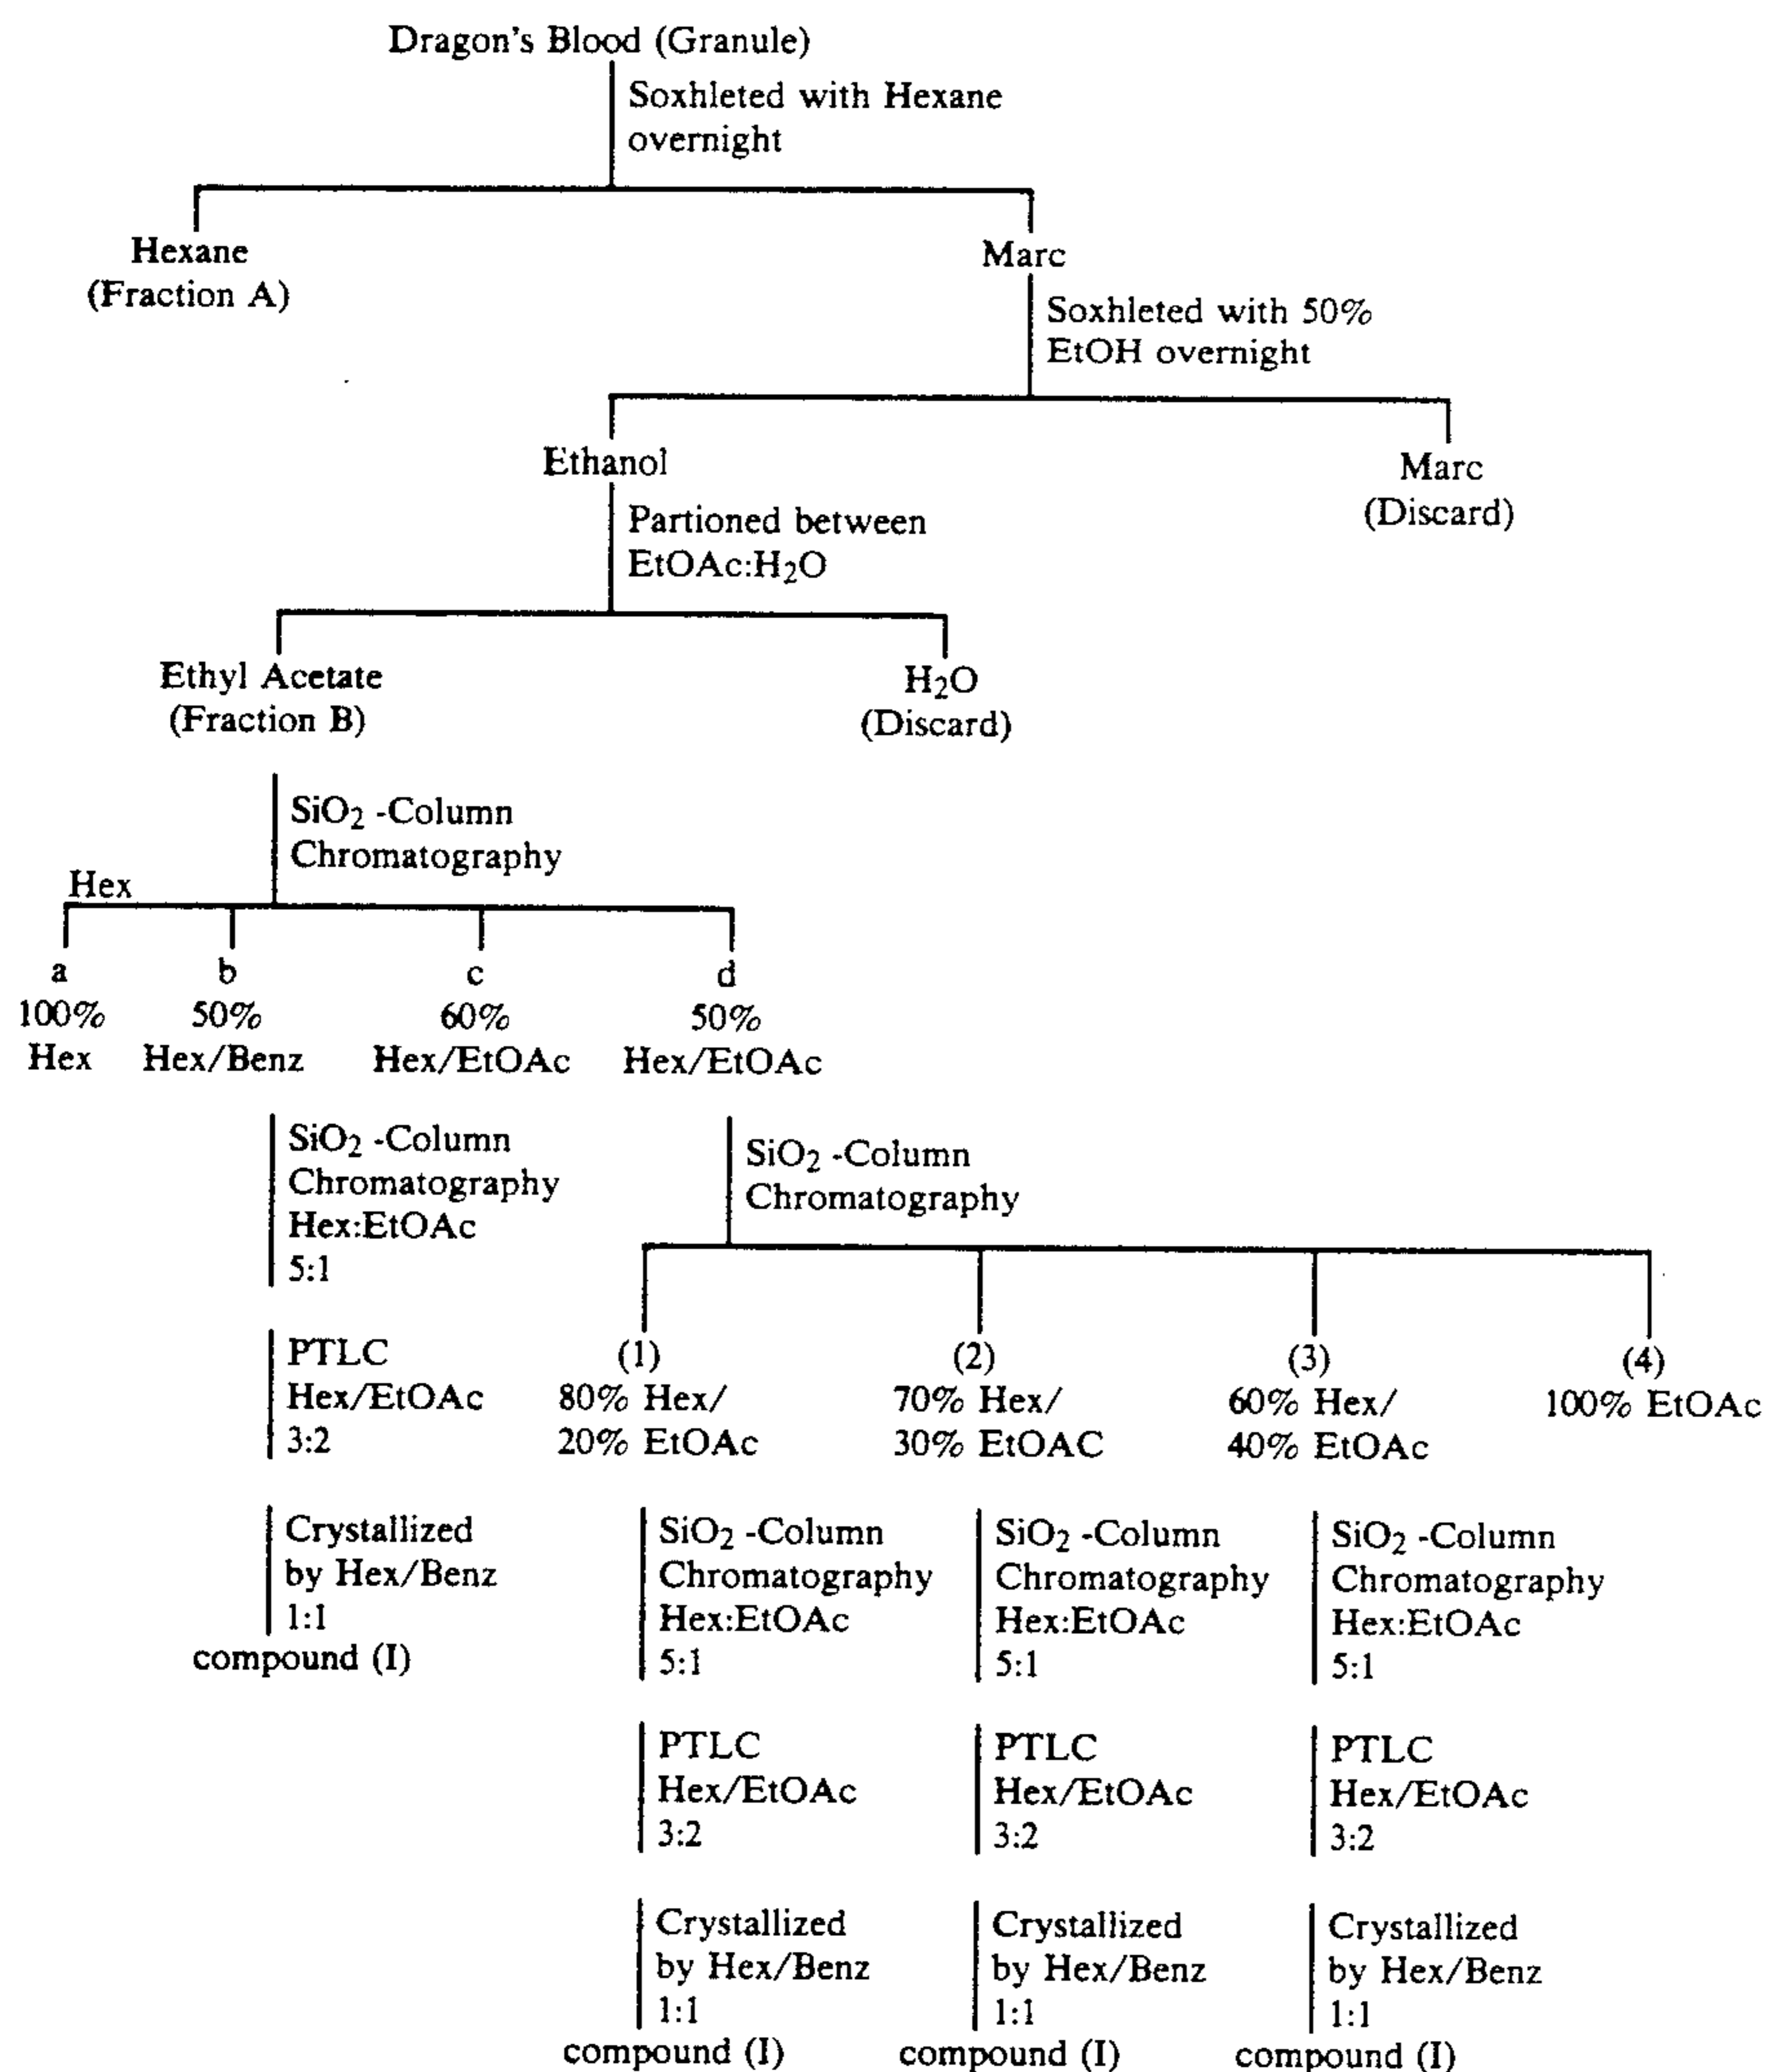 Dragon's Blood (Granule)
Soxhleted with Hexane
overnight
Hexane
(Fraction A)
Marc
Soxhleted with 50%
EtOH overnight
Ethanol
Marc
(Discard)
Partioned between
EtOAc:H₂O
Ethyl Acetate
(Fraction B)
H₂O
(Discard)
SiO₂ -Column
Chromatography
Hex
a
100%
Hex
b
50%
Hex/Benz
c
60%
Hex/EtOAc
d
50%
Hex/EtOAc
SiO₂ -Column
Chromatography
Hex:EtOAc
5:1
PTLC
Hex/EtOAc
3:2
Crystallized
by Hex/Benz
1:1
compound (I)
SiO₂ -Column
Chromatography
(1)
80% Hex/
20% EtOAc
(2)
70% Hex/
30% EtOAC
(3)
60% Hex/
40% EtOAc
(4)
100% EtOAc
SiO₂ -Column
Chromatography
Hex:EtOAc
5:1
PTLC
Hex/EtOAc
3:2
Crystallized
by Hex/Benz
1:1
compound (I)
SiO₂ -Column
Chromatography
Hex:EtOAc
5:1
PTLC
Hex/EtOAc
3:2
Crystallized
by Hex/Benz
1:1
compound (I)
SiO₂ -Column
Chromatography
Hex:EtOAc
5:1
PTLC
Hex/EtOAc
3:2
Crystallized
by Hex/Benz
1:1
compound (I)